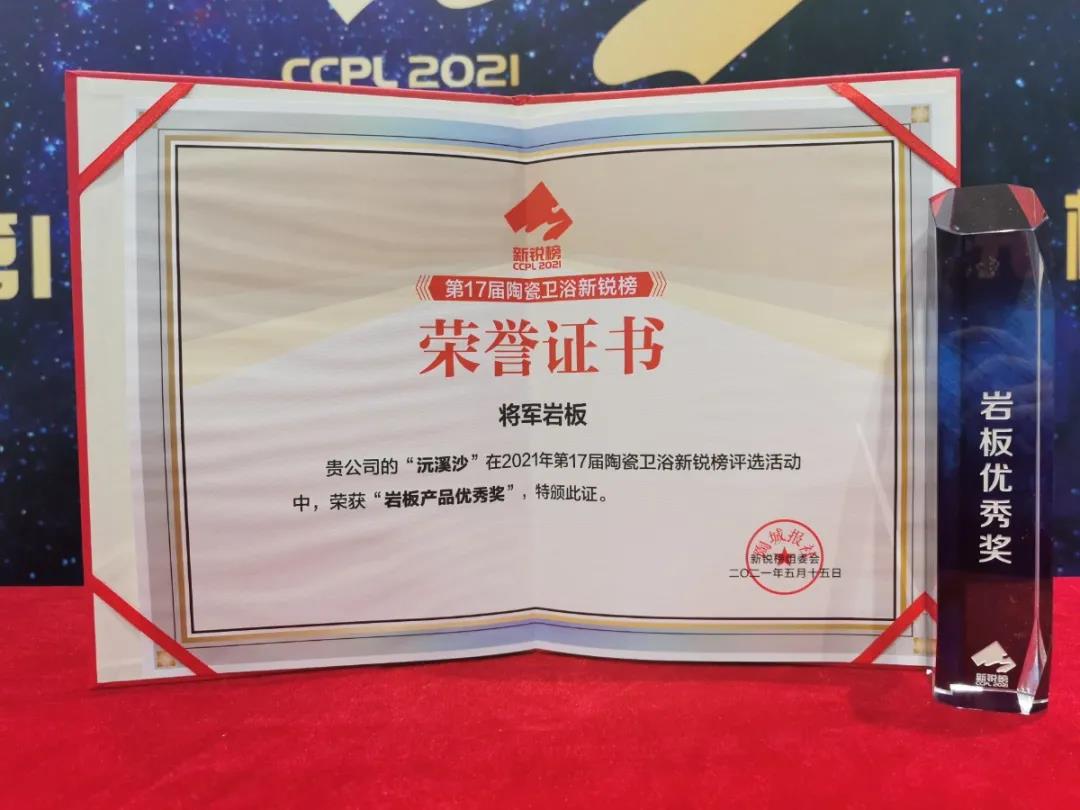 CCPL 2021
新锐榜
CCPL 2021
第17届陶瓷卫浴新锐榜
荣誉证书
将军岩板
贵公司的“沅溪沙”在2021年第17届陶瓷卫浴新锐榜评选活动
中，荣获“岩板产品优秀奖”，特颁此证。
陶城报社
新锐榜组委会
二〇二一年五月十五日
岩板优秀奖
新锐榜
CCPL 2021